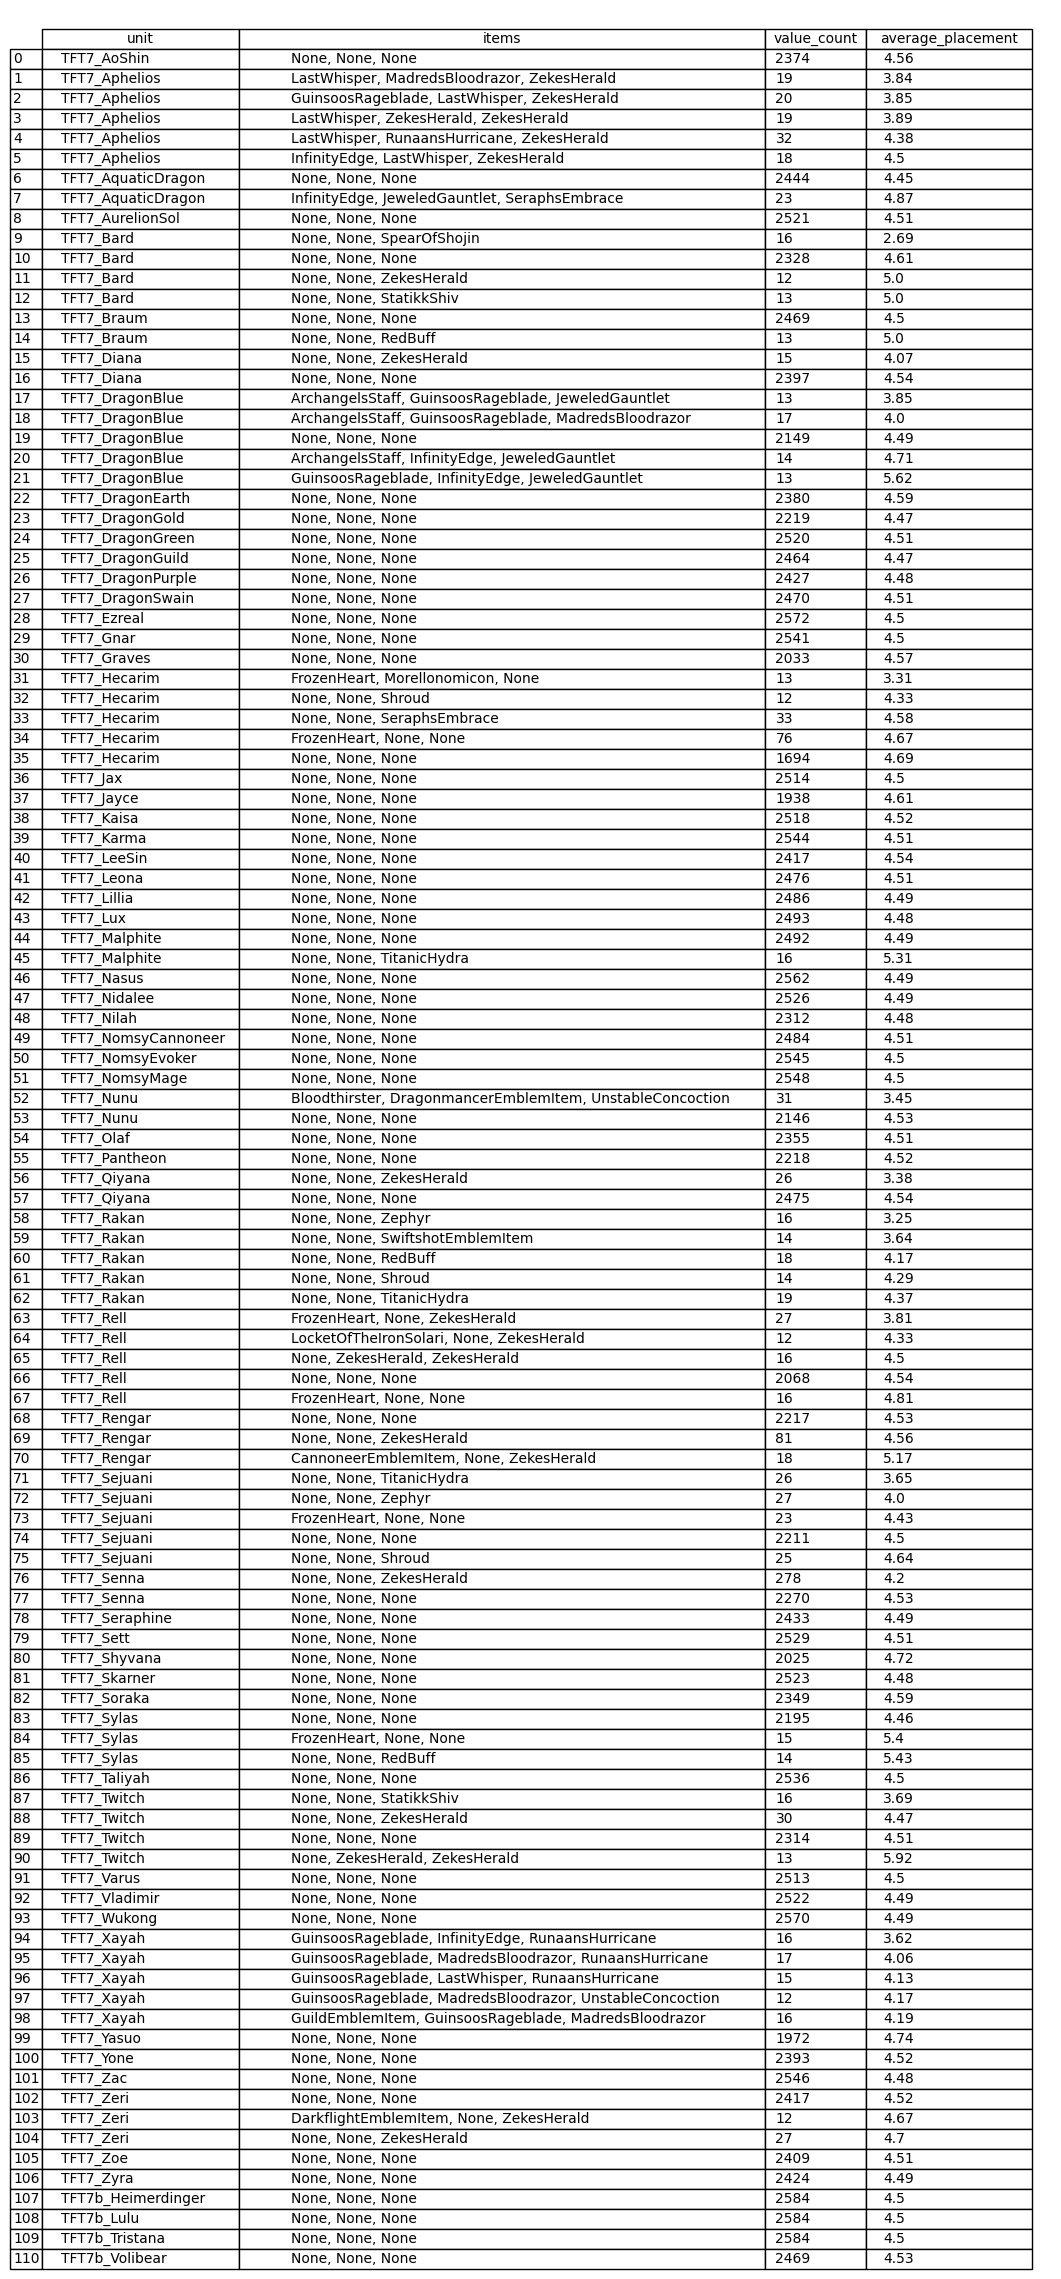 unit items value_count average_placement
0 TFT7_AoShin None, None, None 2374 4.56
1 TFT7_Aphelios LastWhisper, MadredsBloodrazor, ZekesHerald 19 3.84
2 TFT7_Aphelios GuinsoosRageblade, LastWhisper, ZekesHerald 20 3.85
3 TFT7_Aphelios LastWhisper, ZekesHerald, ZekesHerald 19 3.89
4 TFT7_Aphelios LastWhisper, RunaansHurricane, ZekesHerald 32 4.38
5 TFT7_Aphelios InfinityEdge, LastWhisper, ZekesHerald 18 4.5
6 TFT7_AquaticDragon None, None, None 2444 4.45
7 TFT7_AquaticDragon InfinityEdge, JeweledGauntlet, SeraphsEmbrace 23 4.87
8 TFT7_AurelionSol None, None, None 2521 4.51
9 TFT7_Bard None, None, SpearOfShojin 16 2.69
10 TFT7_Bard None, None, None 2328 4.61
11 TFT7_Bard None, None, ZekesHerald 12 5.0
12 TFT7_Bard None, None, StatikkShiv 13 5.0
13 TFT7_Braum None, None, None 2469 4.5
14 TFT7_Braum None, None, RedBuff 13 5.0
15 TFT7_Diana None, None, ZekesHerald 15 4.07
16 TFT7_Diana None, None, None 2397 4.54
17 TFT7_DragonBlue ArchangelsStaff, GuinsoosRageblade, JeweledGauntlet 13 3.85
18 TFT7_DragonBlue ArchangelsStaff, GuinsoosRageblade, MadredsBloodrazor 17 4.0
19 TFT7_DragonBlue None, None, None 2149 4.49
20 TFT7_DragonBlue ArchangelsStaff, InfinityEdge, JeweledGauntlet 14 4.71
21 TFT7_DragonBlue GuinsoosRageblade, InfinityEdge, JeweledGauntlet 13 5.62
22 TFT7_DragonEarth None, None, None 2380 4.59
23 TFT7_DragonGold None, None, None 2219 4.47
24 TFT7_DragonGreen None, None, None 2520 4.51
25 TFT7_DragonGuild None, None, None 2464 4.47
26 TFT7_DragonPurple None, None, None 2427 4.48
27 TFT7_DragonSwain None, None, None 2470 4.51
28 TFT7_Ezreal None, None, None 2572 4.5
29 TFT7_Gnar None, None, None 2541 4.5
30 TFT7_Graves None, None, None 2033 4.57
31 TFT7_Hecarim FrozenHeart, Morellonomicon, None 13 3.31
32 TFT7_Hecarim None, None, Shroud 12 4.33
33 TFT7_Hecarim None, None, SeraphsEmbrace 33 4.58
34 TFT7_Hecarim FrozenHeart, None, None 76 4.67
35 TFT7_Hecarim None, None, None 1694 4.69
36 TFT7_Jax None, None, None 2514 4.5
37 TFT7_Jayce None, None, None 1938 4.61
38 TFT7_Kaisa None, None, None 2518 4.52
39 TFT7_Karma None, None, None 2544 4.51
40 TFT7_LeeSin None, None, None 2417 4.54
41 TFT7_Leona None, None, None 2476 4.51
42 TFT7_Lillia None, None, None 2486 4.49
43 TFT7_Lux None, None, None 2493 4.48
44 TFT7_Malphite None, None, None 2492 4.49
45 TFT7_Malphite None, None, TitanicHydra 16 5.31
46 TFT7_Nasus None, None, None 2562 4.49
47 TFT7_Nidalee None, None, None 2526 4.49
48 TFT7_Nilah None, None, None 2312 4.48
49 TFT7_NomsyCannoneer None, None, None 2484 4.51
50 TFT7_NomsyEvoker None, None, None 2545 4.5
51 TFT7_NomsyMage None, None, None 2548 4.5
52 TFT7_Nunu Bloodthirster, DragonmancerEmblemItem, UnstableConcoction 31 3.45
53 TFT7_Nunu None, None, None 2146 4.53
54 TFT7_Olaf None, None, None 2355 4.51
55 TFT7_Pantheon None, None, None 2218 4.52
56 TFT7_Qiyana None, None, ZekesHerald 26 3.38
57 TFT7_Qiyana None, None, None 2475 4.54
58 TFT7_Rakan None, None, Zephyr 16 3.25
59 TFT7_Rakan None, None, SwiftshotEmblemItem 14 3.64
60 TFT7_Rakan None, None, RedBuff 18 4.17
61 TFT7_Rakan None, None, Shroud 14 4.29
62 TFT7_Rakan None, None, TitanicHydra 19 4.37
63 TFT7_Rell FrozenHeart, None, ZekesHerald 27 3.81
64 TFT7_Rell LocketOfTheIronSolari, None, ZekesHerald 12 4.33
65 TFT7_Rell None, ZekesHerald, ZekesHerald 16 4.5
66 TFT7_Rell None, None, None 2068 4.54
67 TFT7_Rell FrozenHeart, None, None 16 4.81
68 TFT7_Rengar None, None, None 2217 4.53
69 TFT7_Rengar None, None, ZekesHerald 81 4.56
70 TFT7_Rengar CannoneerEmblemItem, None, ZekesHerald 18 5.17
71 TFT7_Sejuani None, None, TitanicHydra 26 3.65
72 TFT7_Sejuani None, None, Zephyr 27 4.0
73 TFT7_Sejuani FrozenHeart, None, None 23 4.43
74 TFT7_Sejuani None, None, None 2211 4.5
75 TFT7_Sejuani None, None, Shroud 25 4.64
76 TFT7_Senna None, None, ZekesHerald 278 4.2
77 TFT7_Senna None, None, None 2270 4.53
78 TFT7_Seraphine None, None, None 2433 4.49
79 TFT7_Sett None, None, None 2529 4.51
80 TFT7_Shyvana None, None, None 2025 4.72
81 TFT7_Skarner None, None, None 2523 4.48
82 TFT7_Soraka None, None, None 2349 4.59
83 TFT7_Sylas None, None, None 2195 4.46
84 TFT7_Sylas FrozenHeart, None, None 15 5.4
85 TFT7_Sylas None, None, RedBuff 14 5.43
86 TFT7_Taliyah None, None, None 2536 4.5
87 TFT7_Twitch None, None, StatikkShiv 16 3.69
88 TFT7_Twitch None, None, ZekesHerald 30 4.47
89 TFT7_Twitch None, None, None 2314 4.51
90 TFT7_Twitch None, ZekesHerald, ZekesHerald 13 5.92
91 TFT7_Varus None, None, None 2513 4.5
92 TFT7_Vladimir None, None, None 2522 4.49
93 TFT7_Wukong None, None, None 2570 4.49
94 TFT7_Xayah GuinsoosRageblade, InfinityEdge, RunaansHurricane 16 3.62
95 TFT7_Xayah GuinsoosRageblade, MadredsBloodrazor, RunaansHurricane 17 4.06
96 TFT7_Xayah GuinsoosRageblade, LastWhisper, RunaansHurricane 15 4.13
97 TFT7_Xayah GuinsoosRageblade, MadredsBloodrazor, UnstableConcoction 12 4.17
98 TFT7_Xayah GuildEmblemItem, GuinsoosRageblade, MadredsBloodrazor 16 4.19
99 TFT7_Yasuo None, None, None 1972 4.74
100 TFT7_Yone None, None, None 2393 4.52
101 TFT7_Zac None, None, None 2546 4.48
102 TFT7_Zeri None, None, None 2417 4.52
103 TFT7_Zeri DarkflightEmblemItem, None, ZekesHerald 12 4.67
104 TFT7_Zeri None, None, ZekesHerald 27 4.7
105 TFT7_Zoe None, None, None 2409 4.51
106 TFT7_Zyra None, None, None 2424 4.49
107 TFT7b_Heimerdinger None, None, None 2584 4.5
108 TFT7b_Lulu None, None, None 2584 4.5
109 TFT7b_Tristana None, None, None 2584 4.5
110 TFT7b_Volibear None, None, None 2469 4.53